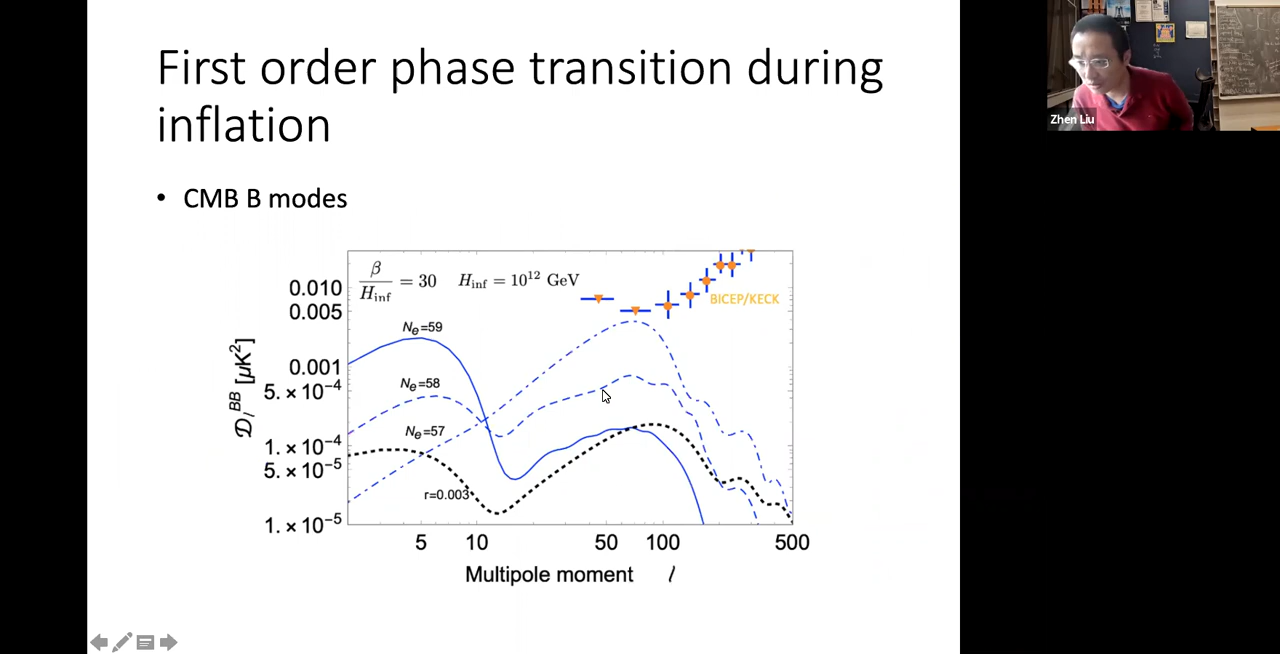 First order phase transition during
inflation
• CMB B modes
β/H_inf = 30   H_inf = 10^12 GeV
BICEP/KECK
N_e=59
N_e=58
N_e=57
r=0.003
𝒟_l^BB [μK^2]
0.010
0.005
0.001
5. × 10^-4
1. × 10^-4
5. × 10^-5
1. × 10^-5
5 10 50 100 500
Multipole moment l
Zhen Liu